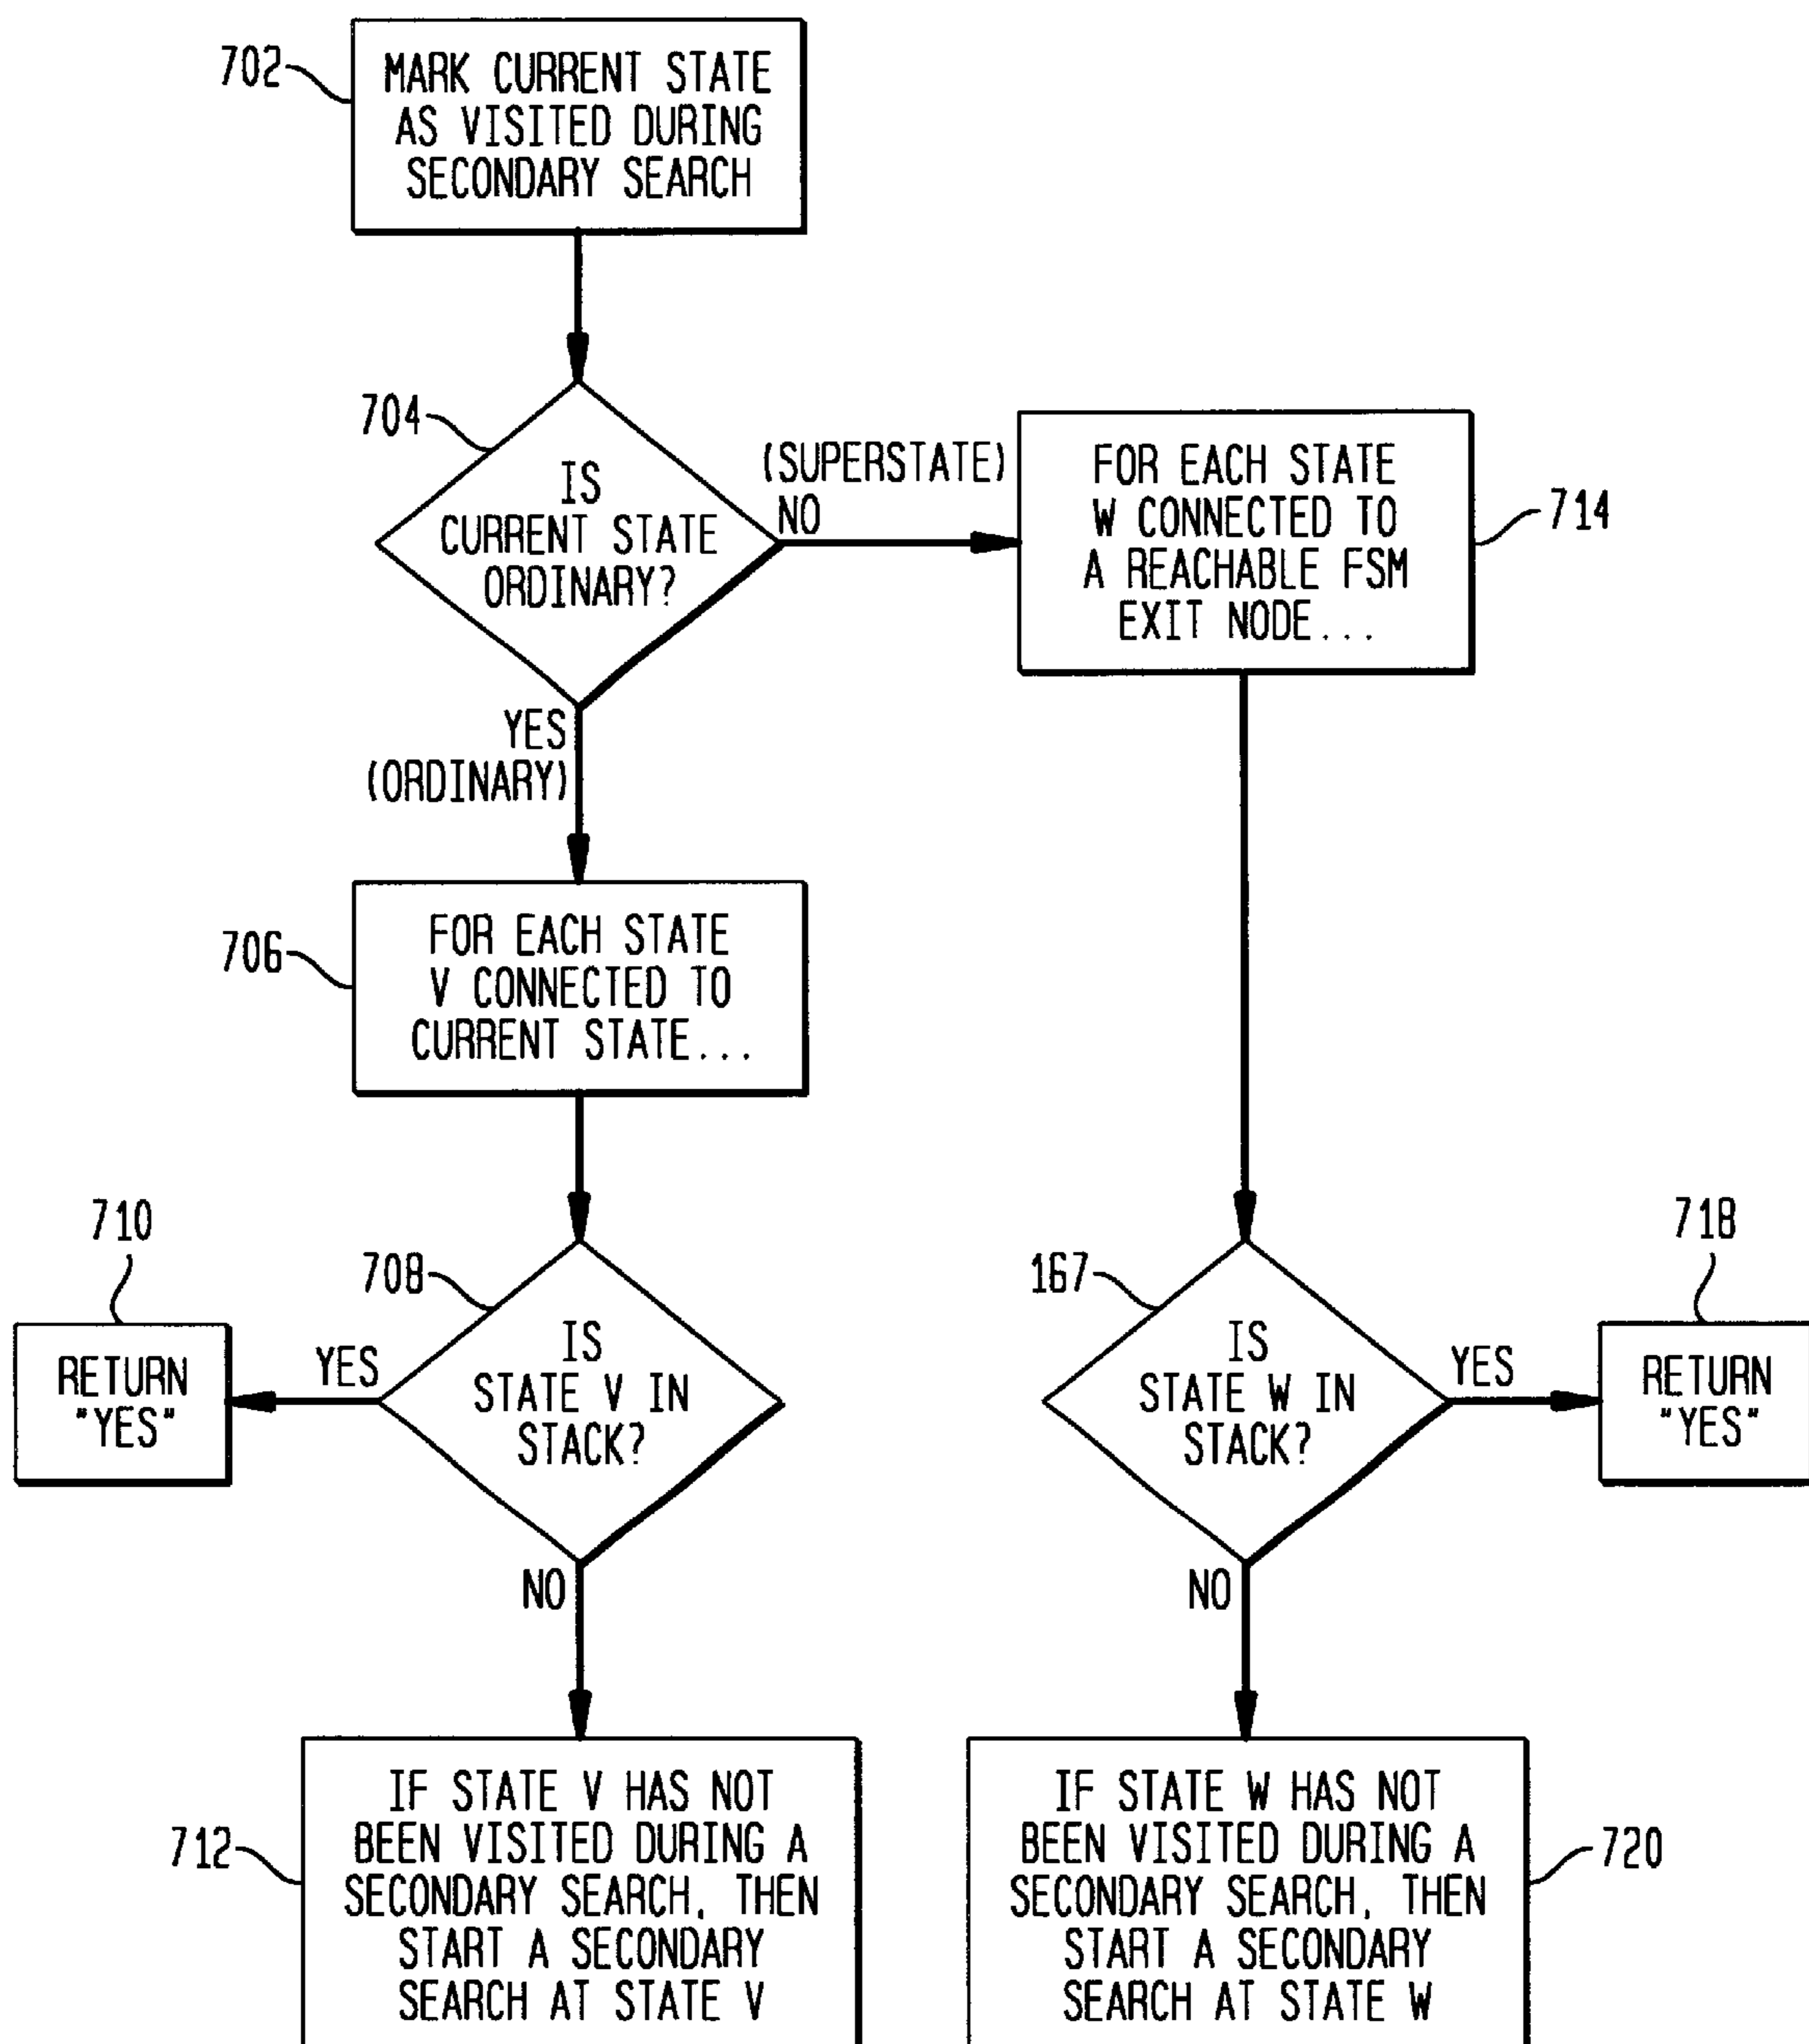 702
MARK CURRENT STATE
AS VISITED DURING
SECONDARY SEARCH
704
IS
CURRENT STATE
ORDINARY?
(SUPERSTATE)
NO
FOR EACH STATE
W CONNECTED TO
A REACHABLE FSM
EXIT NODE...
714
YES
(ORDINARY)
706
FOR EACH STATE
V CONNECTED TO
CURRENT STATE...
710
RETURN
"YES"
YES
708
IS
STATE V IN
STACK?
NO
167
IS
STATE W IN
STACK?
YES
718
RETURN
"YES"
NO
712
IF STATE V HAS NOT
BEEN VISITED DURING A
SECONDARY SEARCH, THEN
START A SECONDARY
SEARCH AT STATE V
IF STATE W HAS NOT
BEEN VISITED DURING A
SECONDARY SEARCH, THEN
START A SECONDARY
SEARCH AT STATE W
720